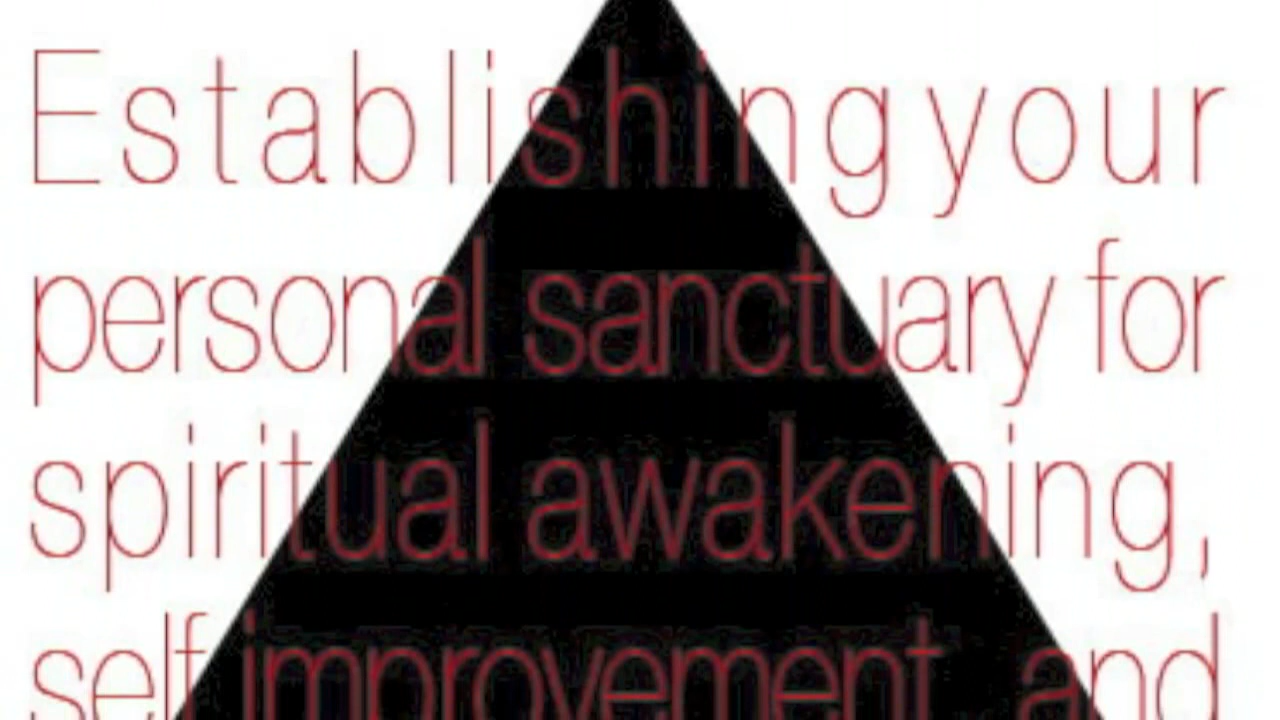 Establishing your
personal sanctuary for
spiritual awakening,
self improvement and